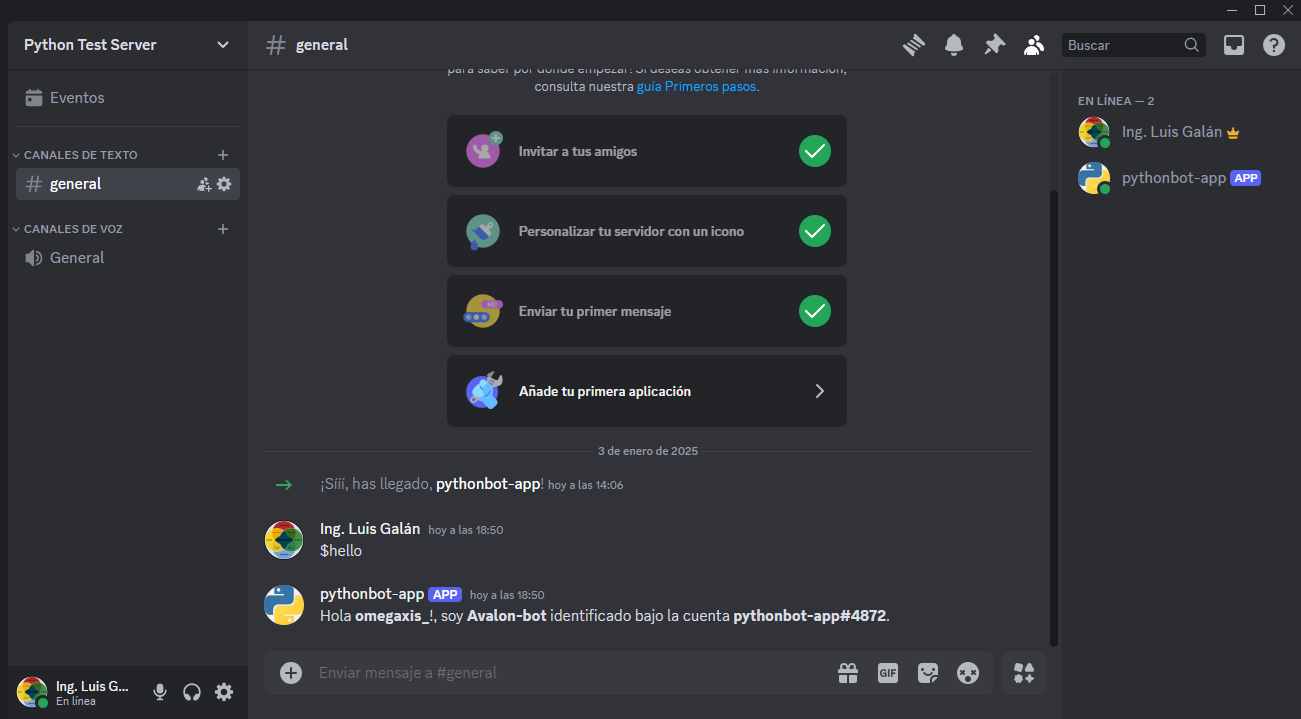 Python Test Server
Eventos
CANALES DE TEXTO
general
CANALES DE VOZ
General
Ing. Luis G...
En línea
general
Buscar
para saber por dónde empezar! Si deseas obtener más información,
consulta nuestra guía Primeros pasos.
Invitar a tus amigos
Personalizar tu servidor con un icono
Hi!
Enviar tu primer mensaje
Añade tu primera aplicación
3 de enero de 2025
¡Sííí, has llegado, pythonbot-app! hoy a las 14:06
Ing. Luis Galán hoy a las 18:50
$hello
pythonbot-app APP hoy a las 18:50
Hola omegaxis_!, soy Avalon-bot identificado bajo la cuenta pythonbot-app#4872.
Enviar mensaje a #general
GIF
EN LÍNEA — 2
Ing. Luis Galán
pythonbot-app APP